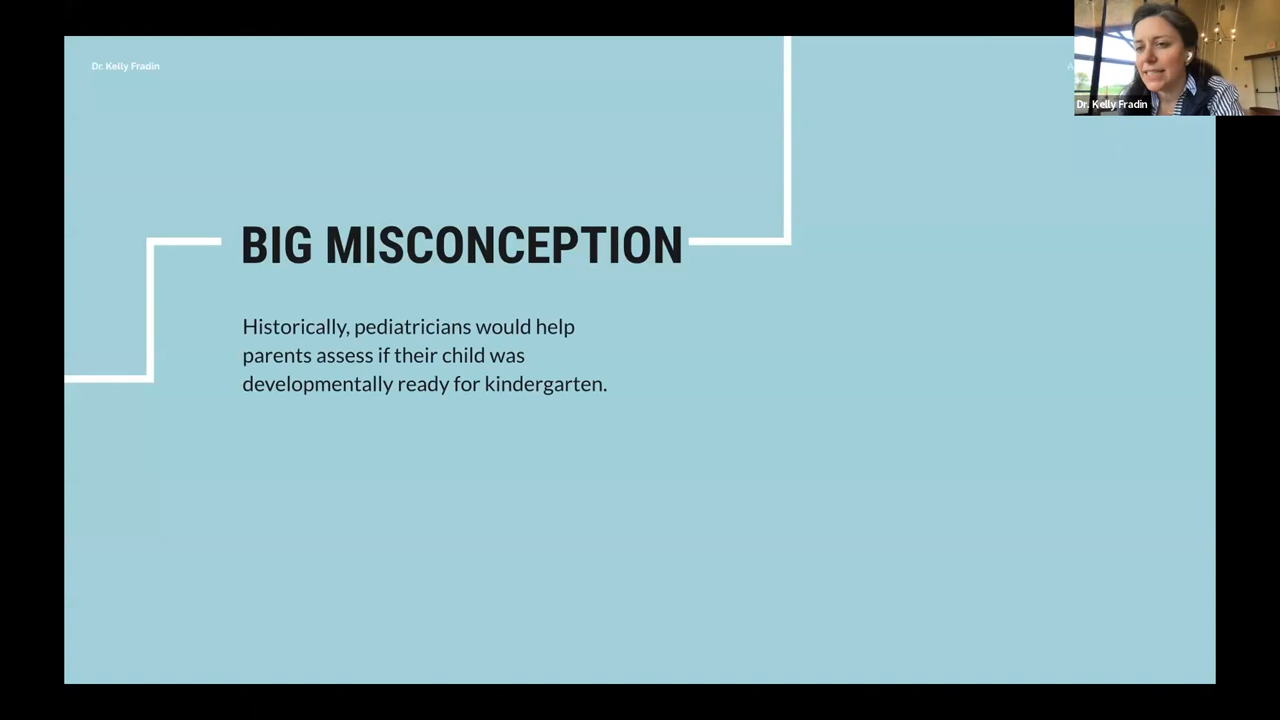 Dr. Kelly Fradin
Dr. Kelly Fradin
BIG MISCONCEPTION
Historically, pediatricians would help
parents assess if their child was
developmentally ready for kindergarten.